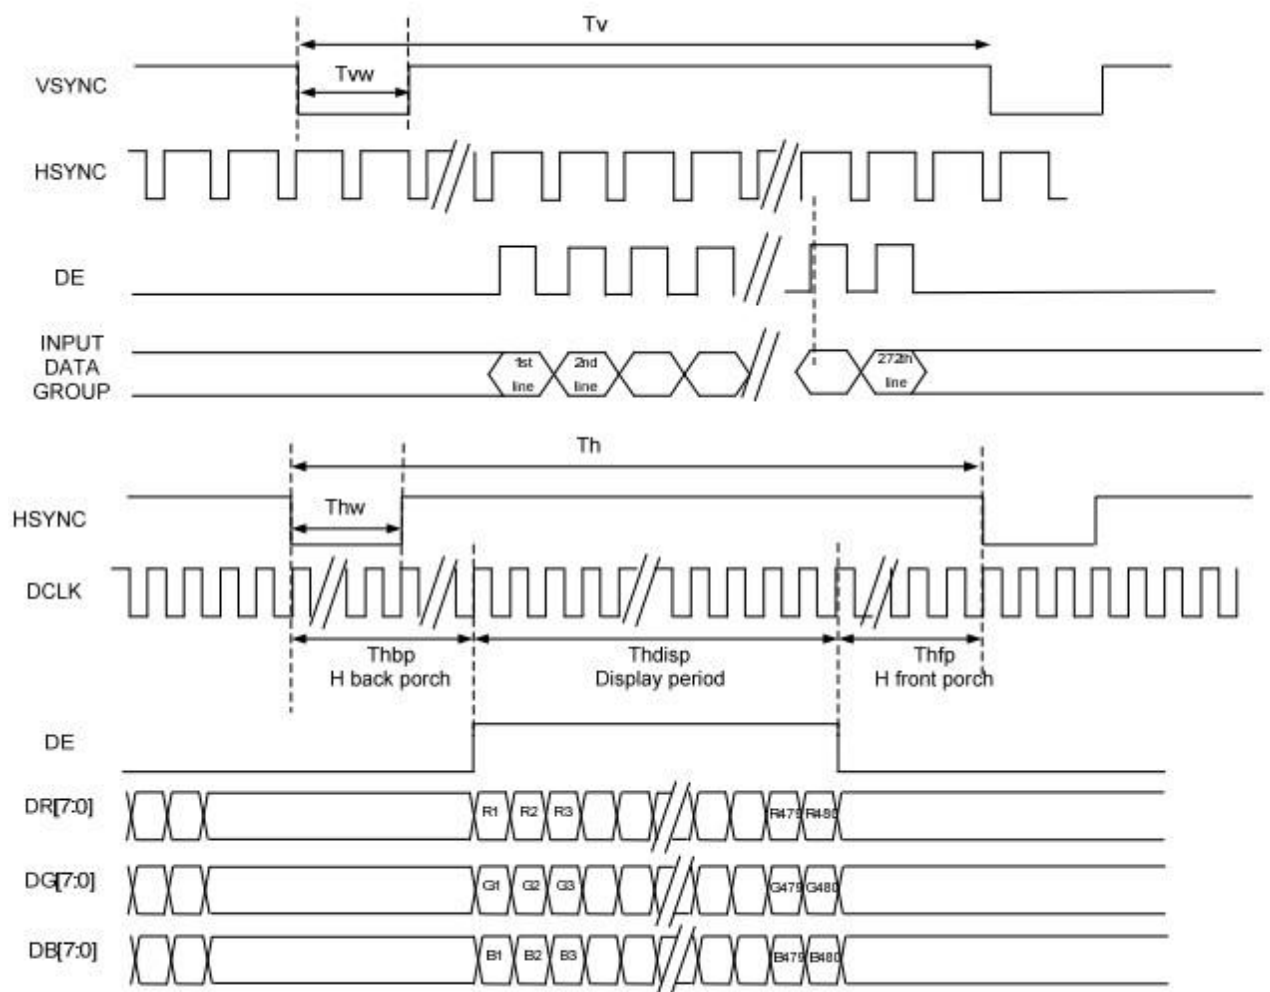 Tv
VSYNC
Tvw
HSYNC
DE
INPUT
DATA
GROUP
1st
line
2nd
line
272th
line
Th
HSYNC
Thw
DCLK
Thbp
H back porch
Thdisp
Display period
Thfp
H front porch
DE
DR[7:0]
R1 R2 R3 R479 R480
DG[7:0]
G1 G2 G3 G479 G480
DB[7:0]
B1 B2 B3 B479 B480